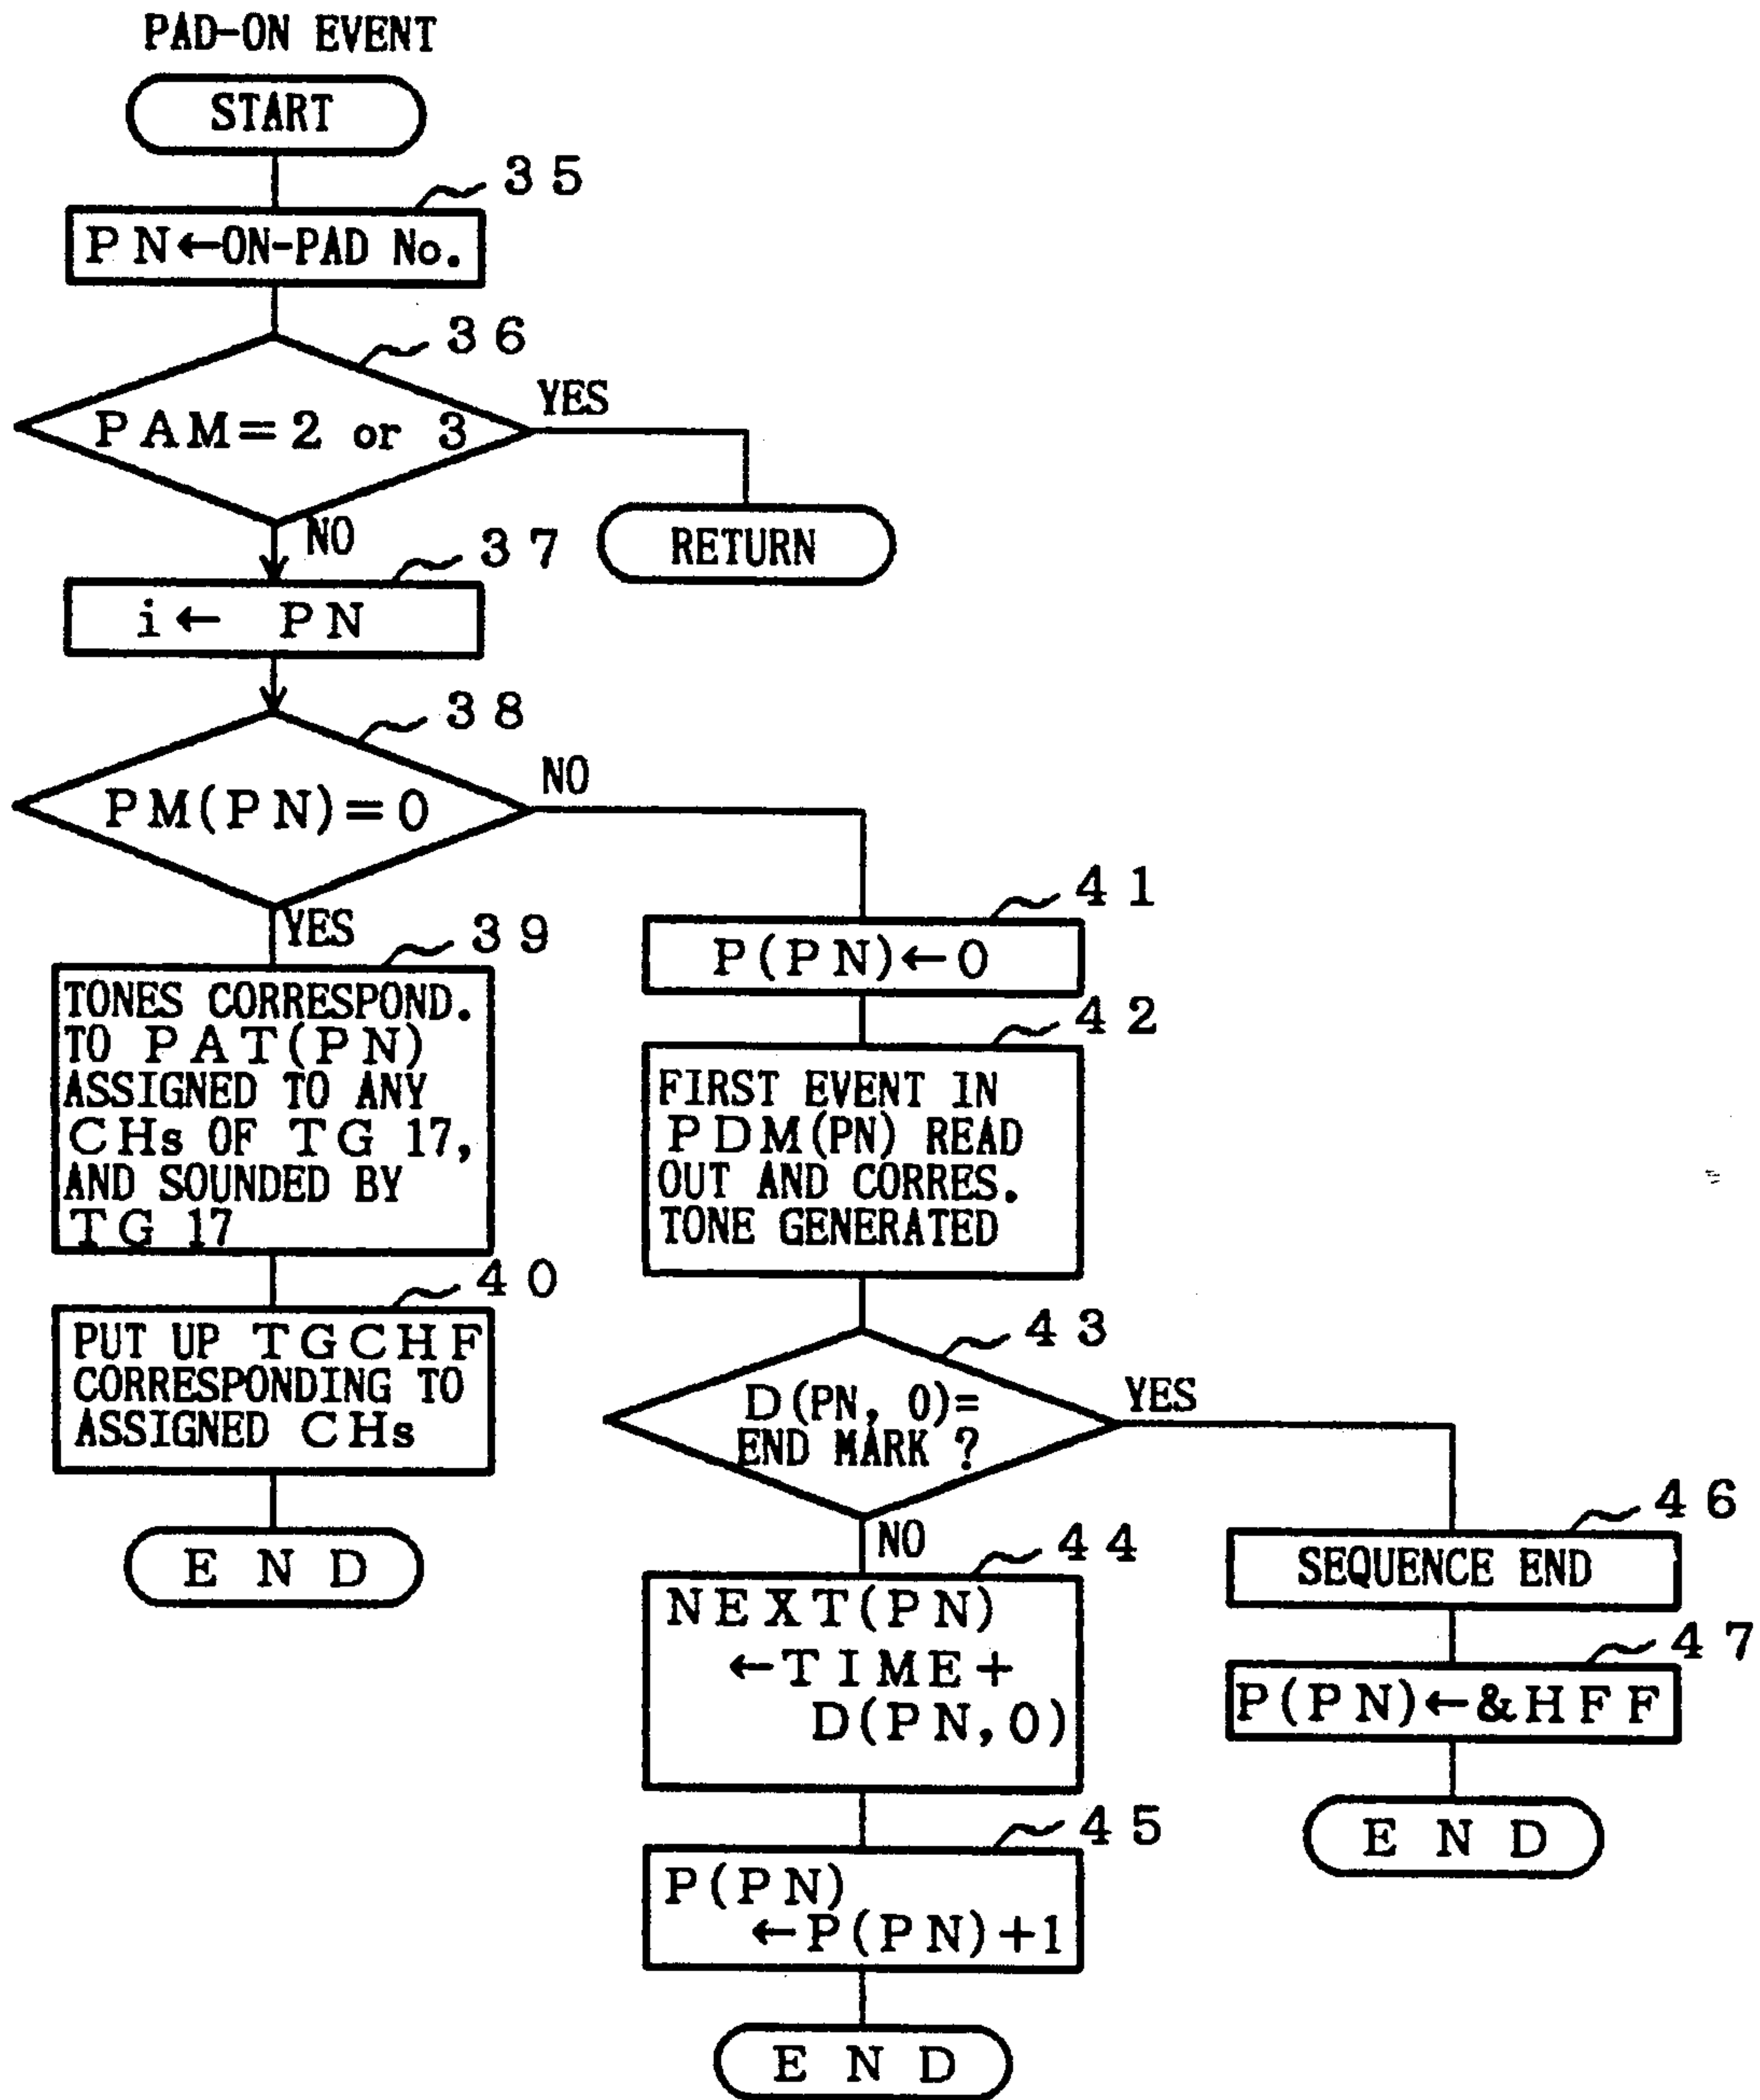 PAD-ON EVENT
START
35
PN←ON-PAD No.
36
PAM=2 or 3
YES
RETURN
NO
37
i← PN
38
PM(PN)=0
NO
YES
39
TONES CORRESPOND.
TO PAT(PN)
ASSIGNED TO ANY
CHs OF TG 17,
AND SOUNDED BY
TG 17
40
PUT UP TGCHF
CORRESPONDING TO
ASSIGNED CHs
END
41
P(PN)←0
42
FIRST EVENT IN
PDM(PN) READ
OUT AND CORRES.
TONE GENERATED
43
D(PN, 0)=
END MARK ?
YES
NO
44
NEXT(PN)
←TIME+
D(PN,0)
45
P(PN)
←P(PN)+1
END
46
SEQUENCE END
47
P(PN)←&HFF
END